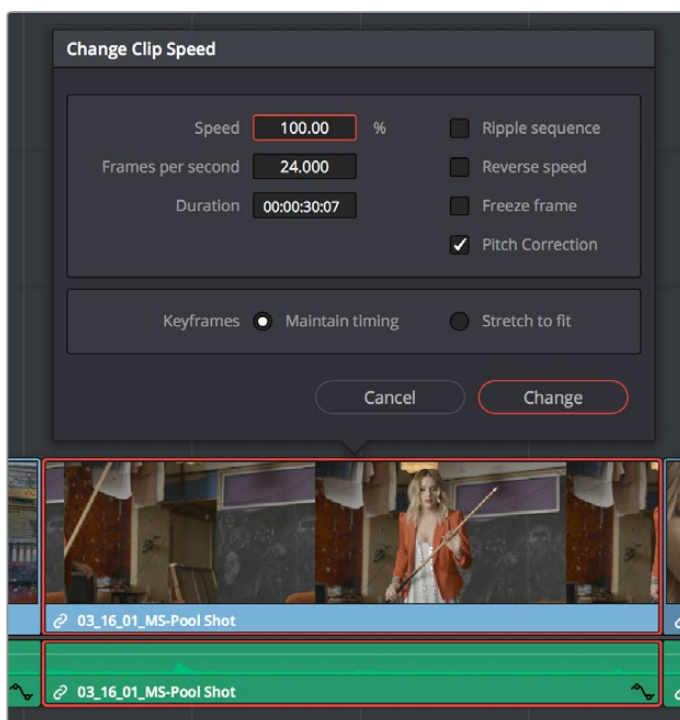 Change Clip Speed
Speed 100.00 % Ripple sequence
Frames per second 24.000 Reverse speed
Duration 00:00:30:07 Freeze frame
Pitch Correction
Keyframes Maintain timing Stretch to fit
Cancel Change
03_16_01_MS-Pool Shot
03_16_01_MS-Pool Shot